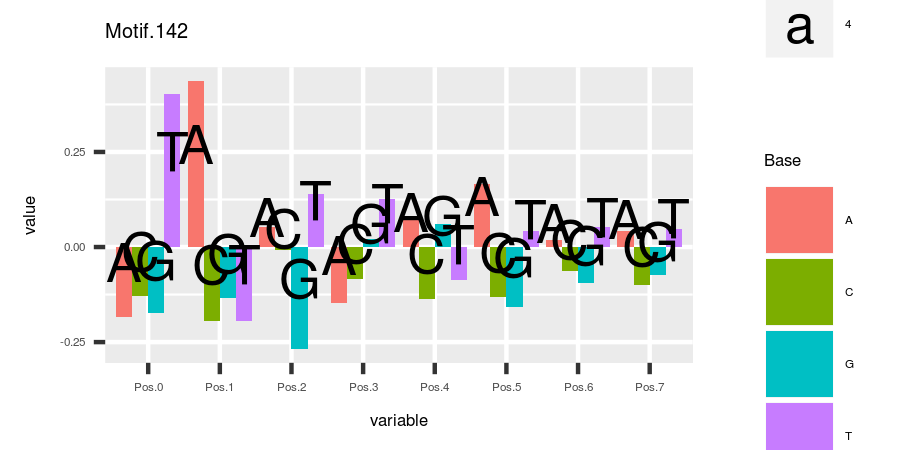 Motif.142
a 4
value
0.25
0.00
-0.25
A C G T
A C G T
A C G T
A C G T
A C G T
A C G T
A C G T
A C G T
Pos.0 Pos.1 Pos.2 Pos.3 Pos.4 Pos.5 Pos.6 Pos.7
variable
Base
A
C
G
T